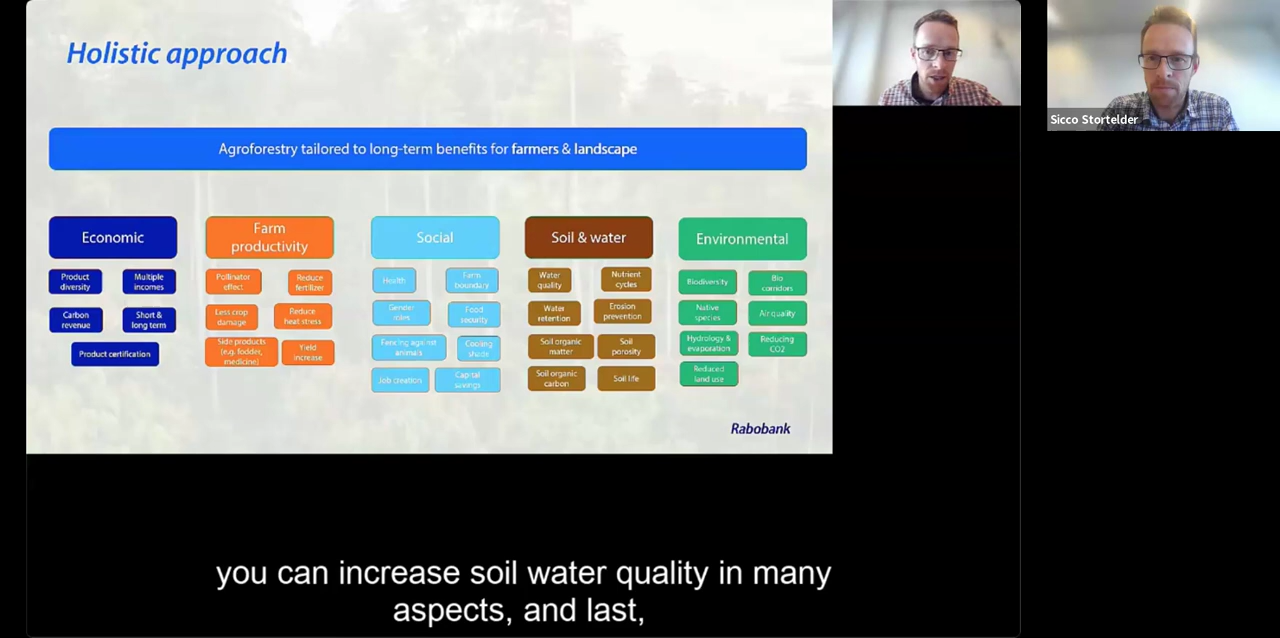 Holistic approach
Agroforestry tailored to long-term benefits for farmers & landscape
Economic
Product
diversity
Multiple
incomes
Carbon
revenue
Short &
long term
Product certification
Farm
productivity
Pollinator
effect
Reduce
fertilizer
Less crop
damage
Reduce
heat stress
Side products
(e.g. fodder,
medicine)
Yield
increase
Social
Health
Farm
boundary
Gender
roles
Food
security
Fencing against
animals
Cooling
shade
Job creation
Capital
savings
Soil & water
Water
quality
Nutrient
cycles
Water
retention
Erosion
prevention
Soil organic
matter
Soil
porosity
Soil organic
carbon
Soil life
Environmental
Biodiversity
Bio
corridors
Native
species
Air quality
Hydrology &
evaporation
Reducing
CO2
Reduced
land use
Rabobank
Sicco Stortelder
you can increase soil water quality in many
aspects, and last,